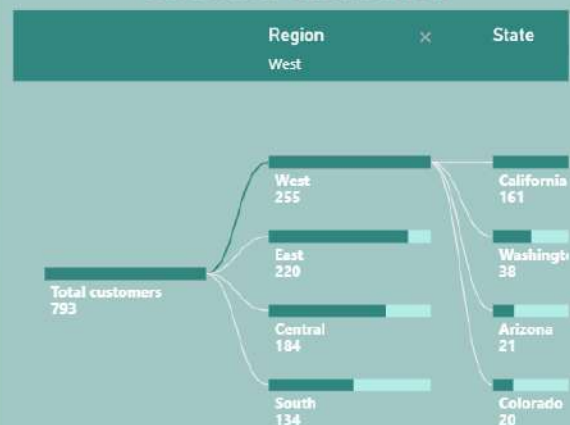 Region × State
West
West
255
California
161
East
220
Washingt
38
Total customers
793
Central
184
Arizona
21
South
134
Colorado
20